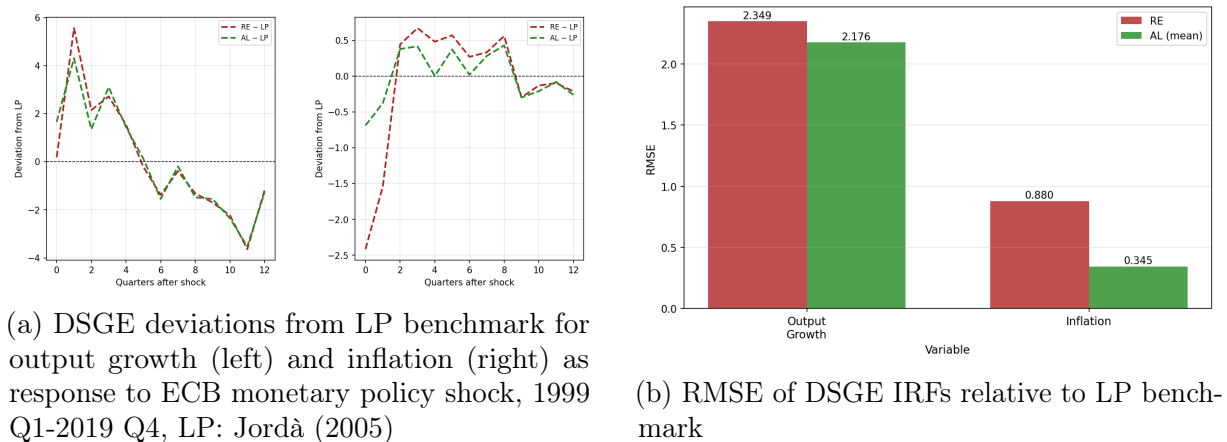 6
4
2
0
−2
−4
Deviation from LP
RE − LP
AL − LP
0 2 4 6 8 10 12
Quarters after shock
0.5
0.0
−0.5
−1.0
−1.5
−2.0
−2.5
Deviation from LP
RE − LP
AL − LP
0 2 4 6 8 10 12
Quarters after shock
(a) DSGE deviations from LP benchmark for
output growth (left) and inflation (right) as
response to ECB monetary policy shock, 1999
Q1-2019 Q4, LP: Jordà (2005)
2.0
1.5
1.0
0.5
0.0
RMSE
2.349
2.176
0.880
0.345
RE
AL (mean)
Output
Growth
Inflation
Variable
(b) RMSE of DSGE IRFs relative to LP bench-
mark